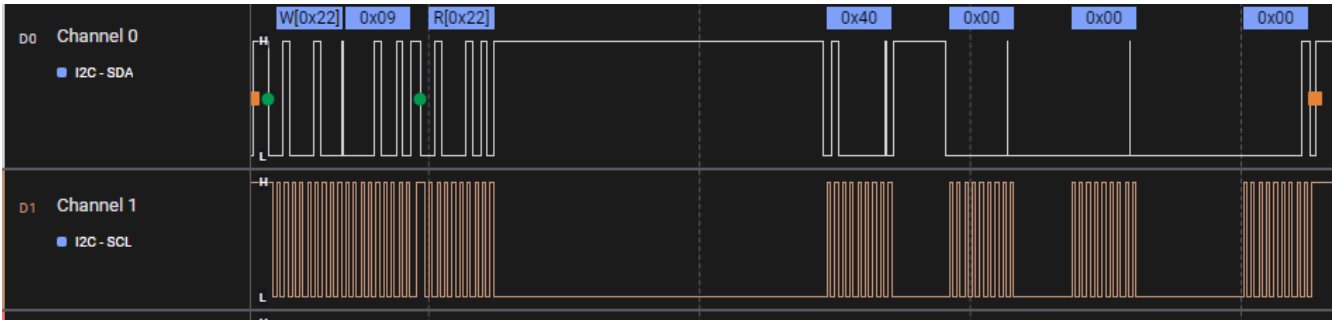 W[0x22] 0x09 R[0x22] 0x40 0x00 0x00 0x00
D0 Channel 0 H
I2C - SDA
L
D1 Channel 1 H
I2C - SCL
L